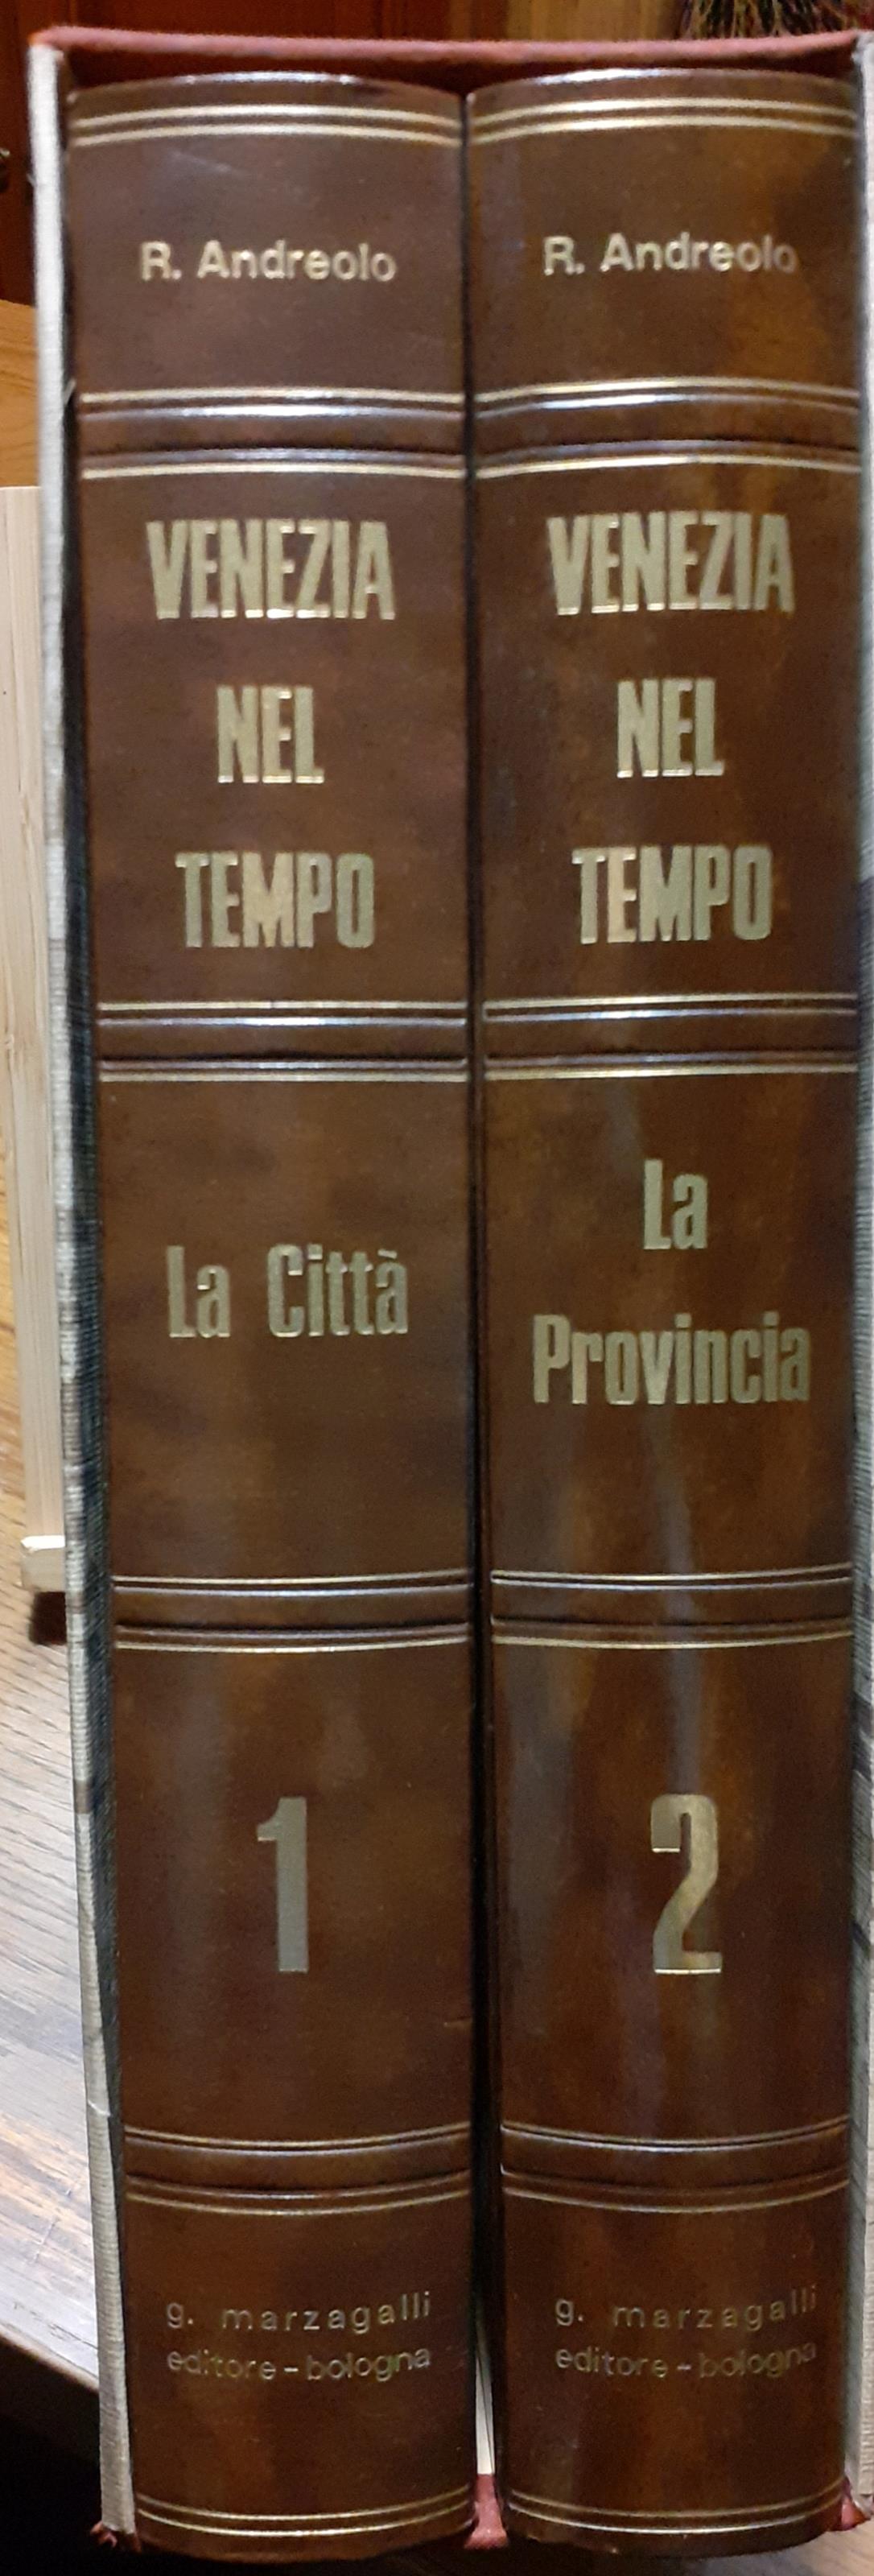 R. Andreolo
VENEZIA
NEL
TEMPO
La Città
1
g. marzagalli
editore-bologna
R. Andreolo
VENEZIA
NEL
TEMPO
La
Provincia
2
g. marzagalli
editore-bologna